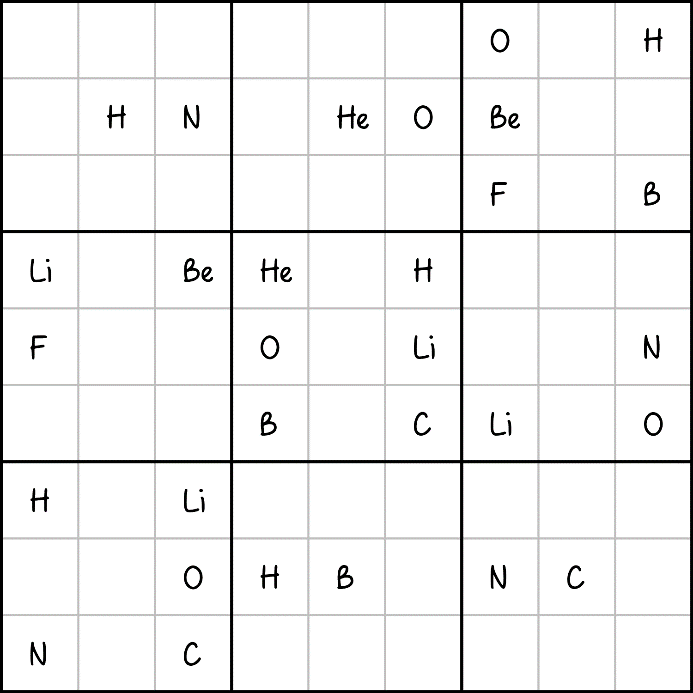 O H
H N He O Be
F B
Li Be He H
F O Li N
B C Li O
H Li
O H B N C
N C